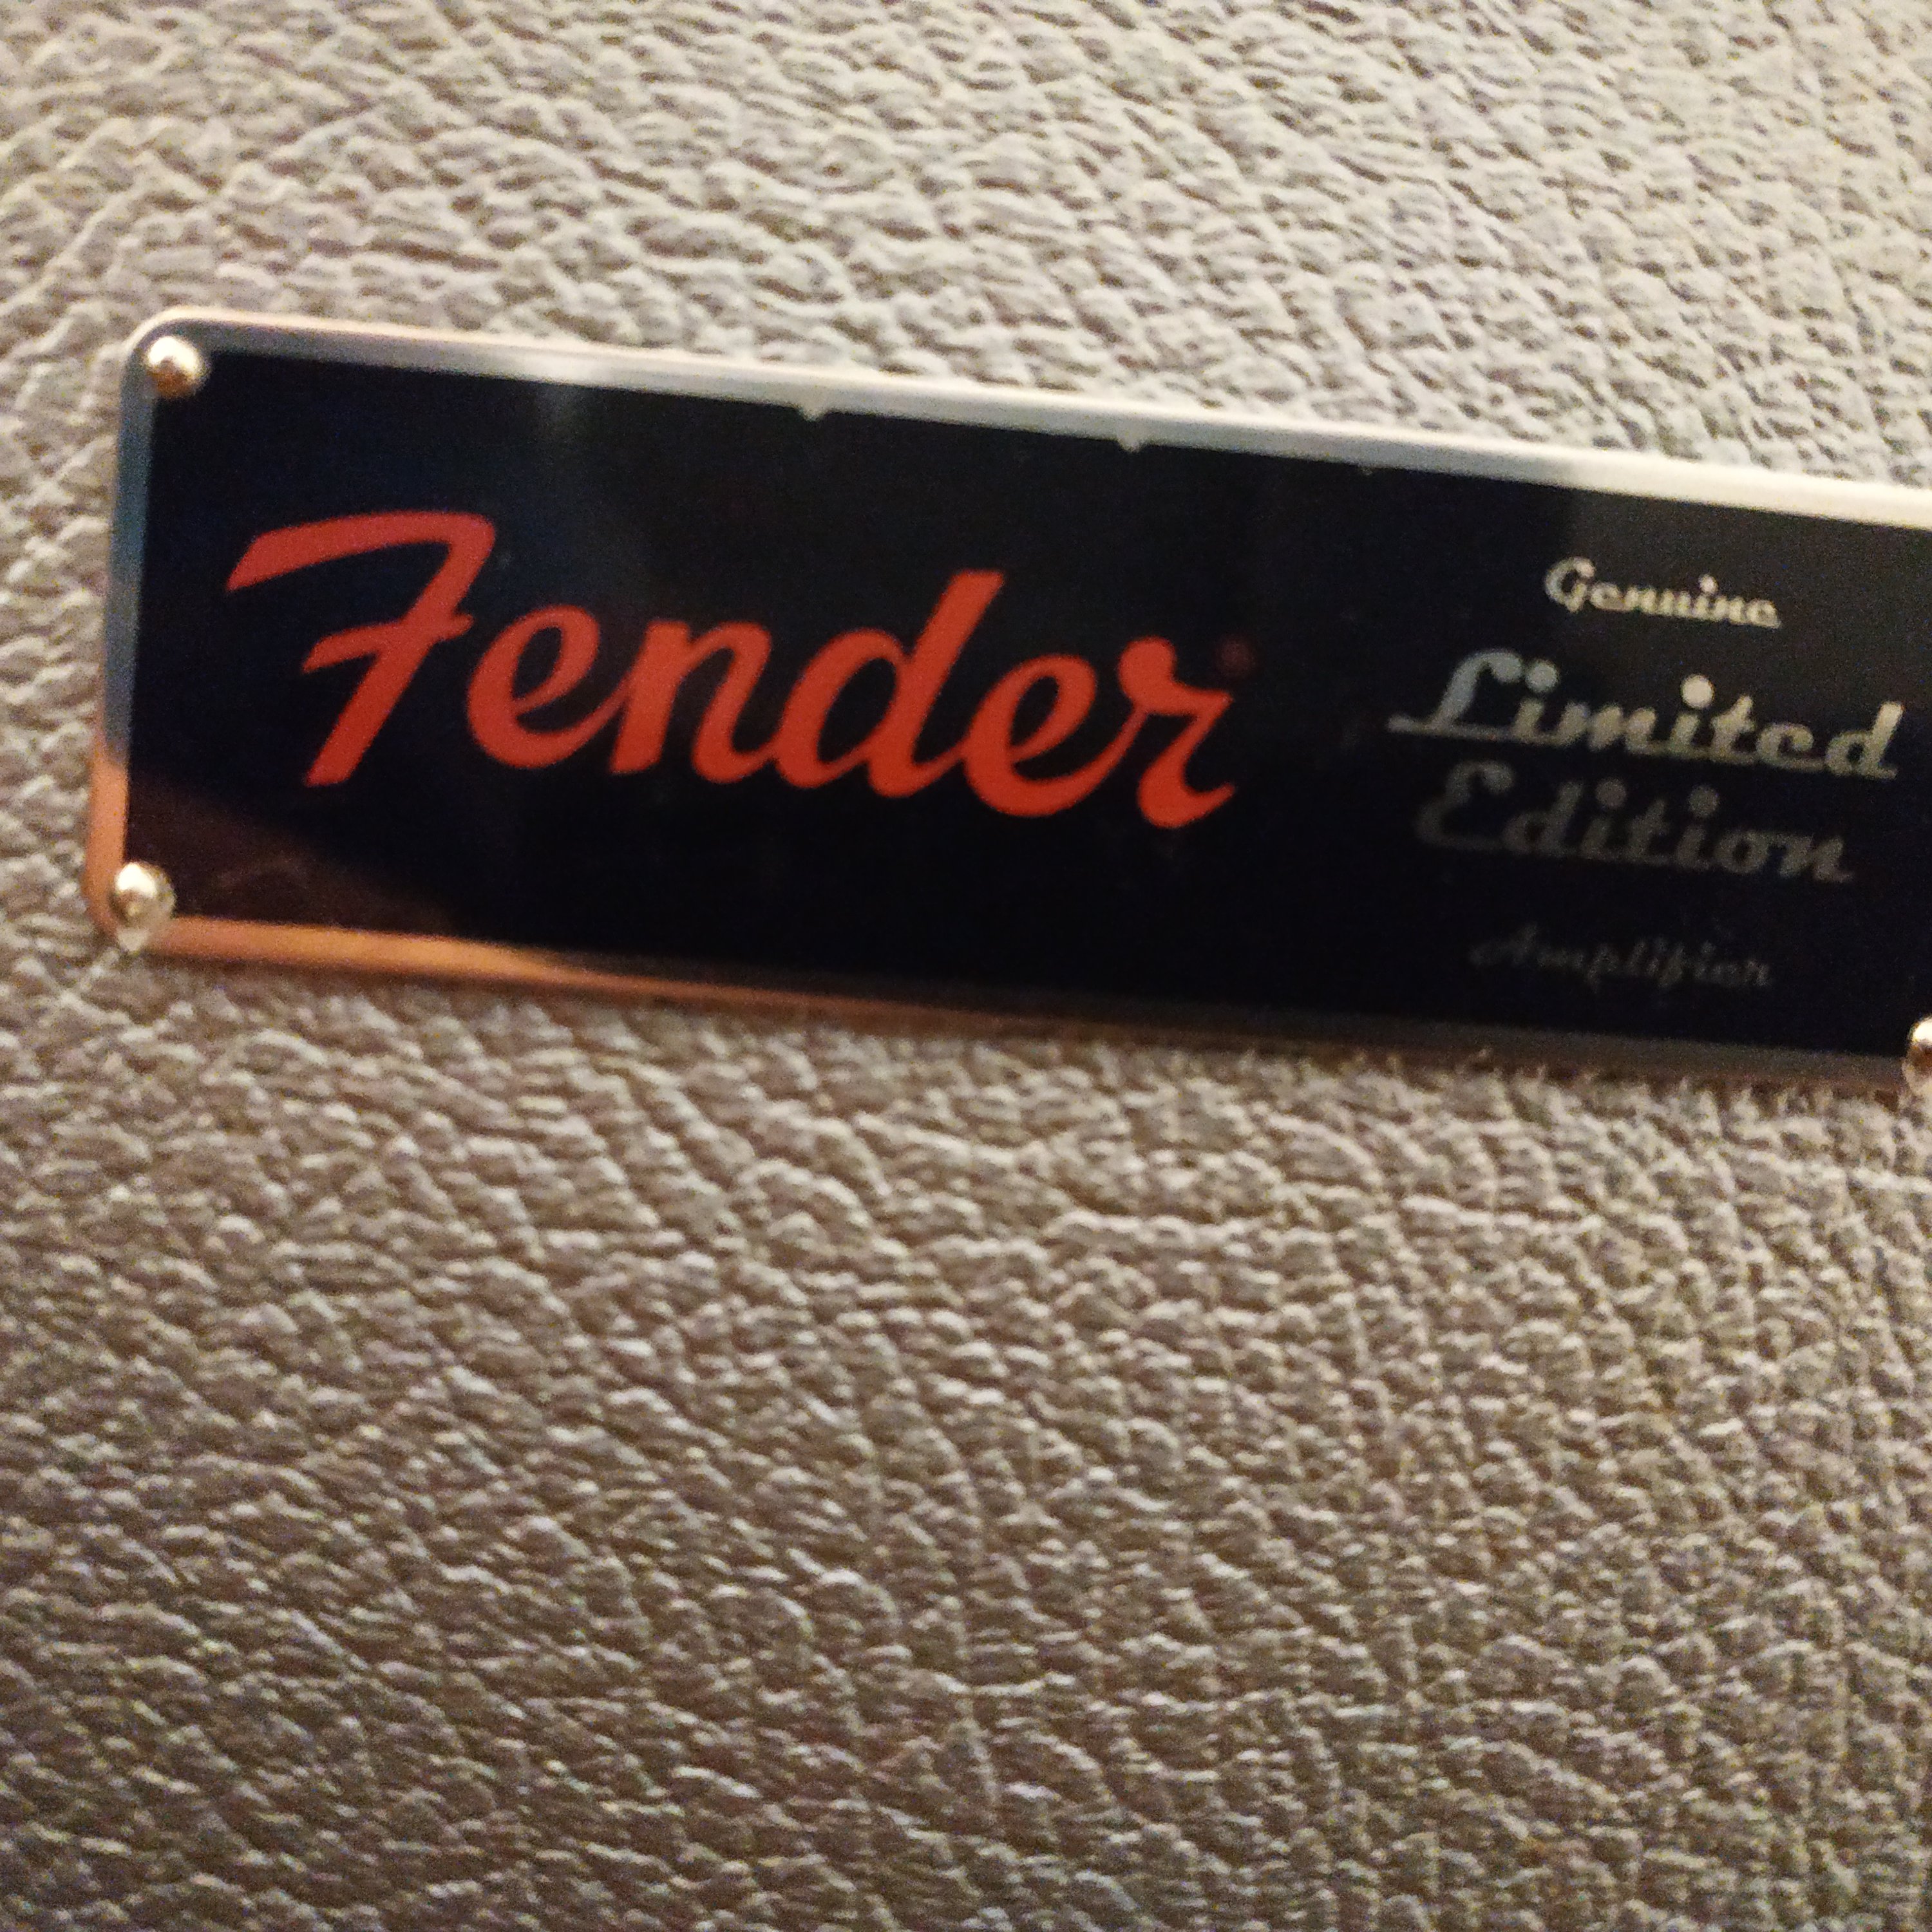 Fender
Genuine
Limited
Edition
Amplifier